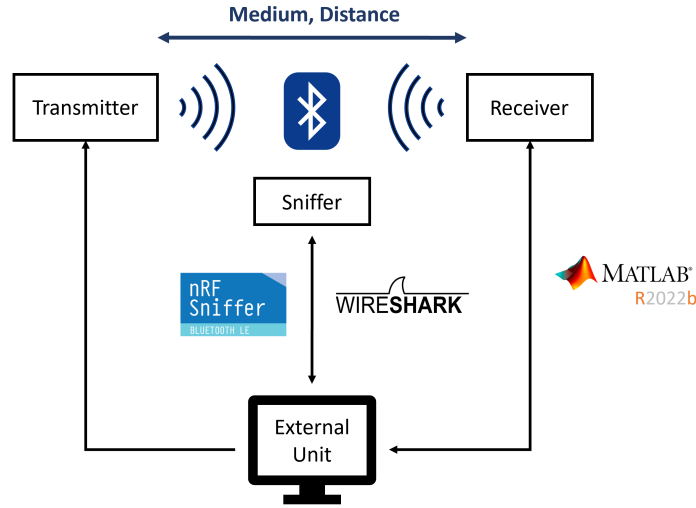 Medium, Distance
Transmitter
Receiver
Sniffer
nRF
Sniffer
BLUETOOTH LE
WIRESHARK
MATLAB®
R2022b
External
Unit